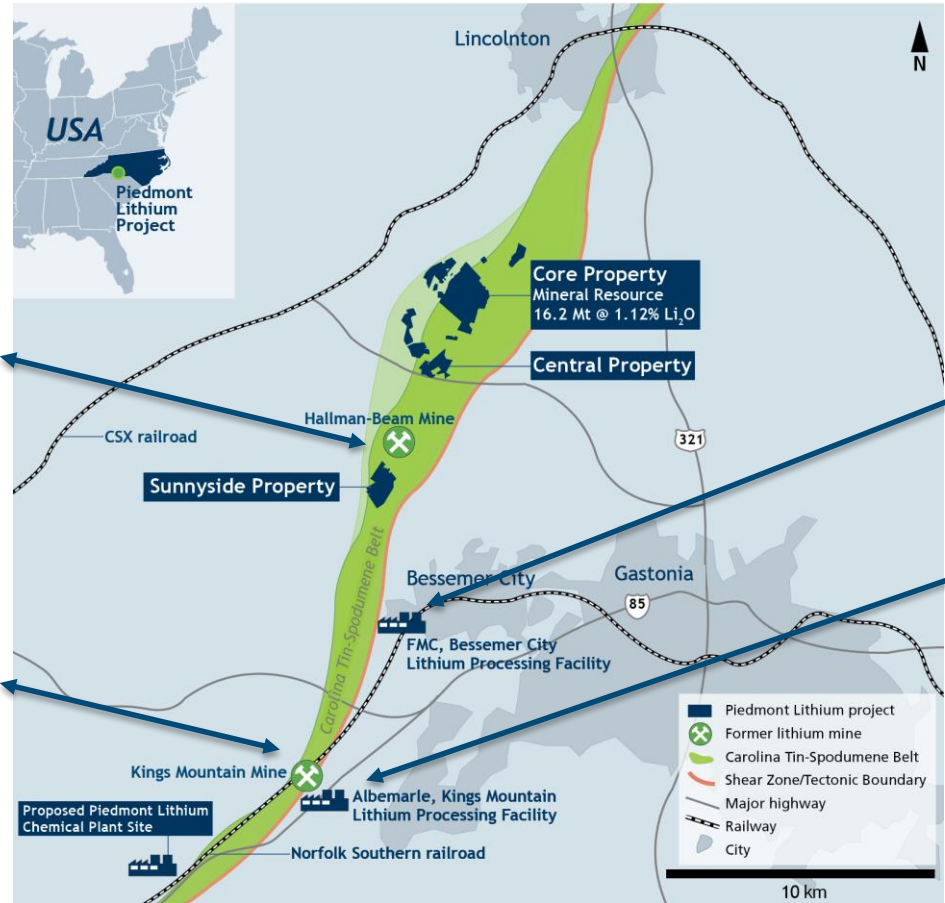 Lincolnton
N
USA
Piedmont
Lithium
Project
Core Property
Mineral Resource
16.2 Mt @ 1.12% Li₂O
Central Property
Hallman-Beam Mine
CSX railroad
321
Sunnyside Property
Carolina Tin-Spodumene Belt
Bessemer City
Gastonia
85
FMC, Bessemer City
Lithium Processing Facility
Kings Mountain Mine
Albemarle, Kings Mountain
Lithium Processing Facility
Proposed Piedmont Lithium
Chemical Plant Site
Norfolk Southern railroad
Piedmont Lithium project
Former lithium mine
Carolina Tin-Spodumene Belt
Shear Zone/Tectonic Boundary
Major highway
Railway
City
10 km